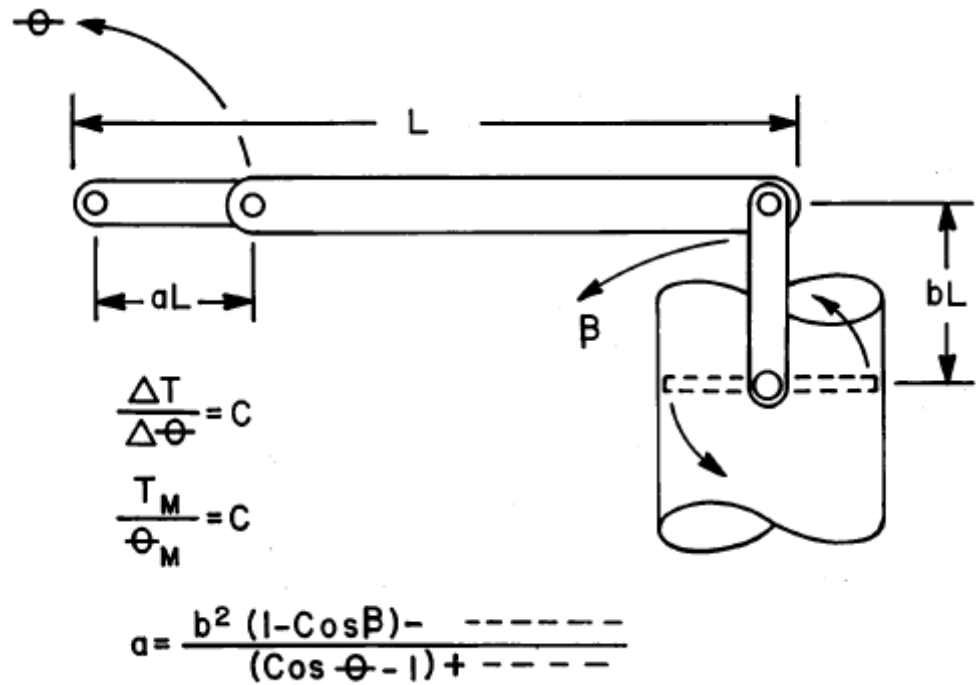 θ
L
aL
bL
β
ΔT/Δθ = C
T_M/θ_M = C
a = b² (1-Cosβ)- ------ / (Cos θ -1) + ----